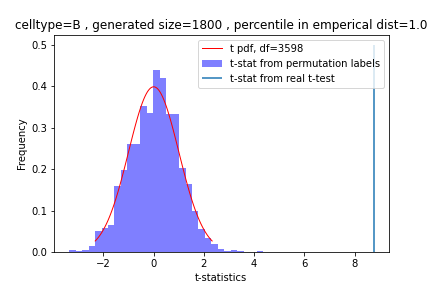 celltype=B , generated size=1800 , percentile in emperical dist=1.0
t pdf, df=3598
t-stat from permutation labels
t-stat from real t-test
Frequency
0.5
0.4
0.3
0.2
0.1
0.0
−2 0 2 4 6 8
t-statistics